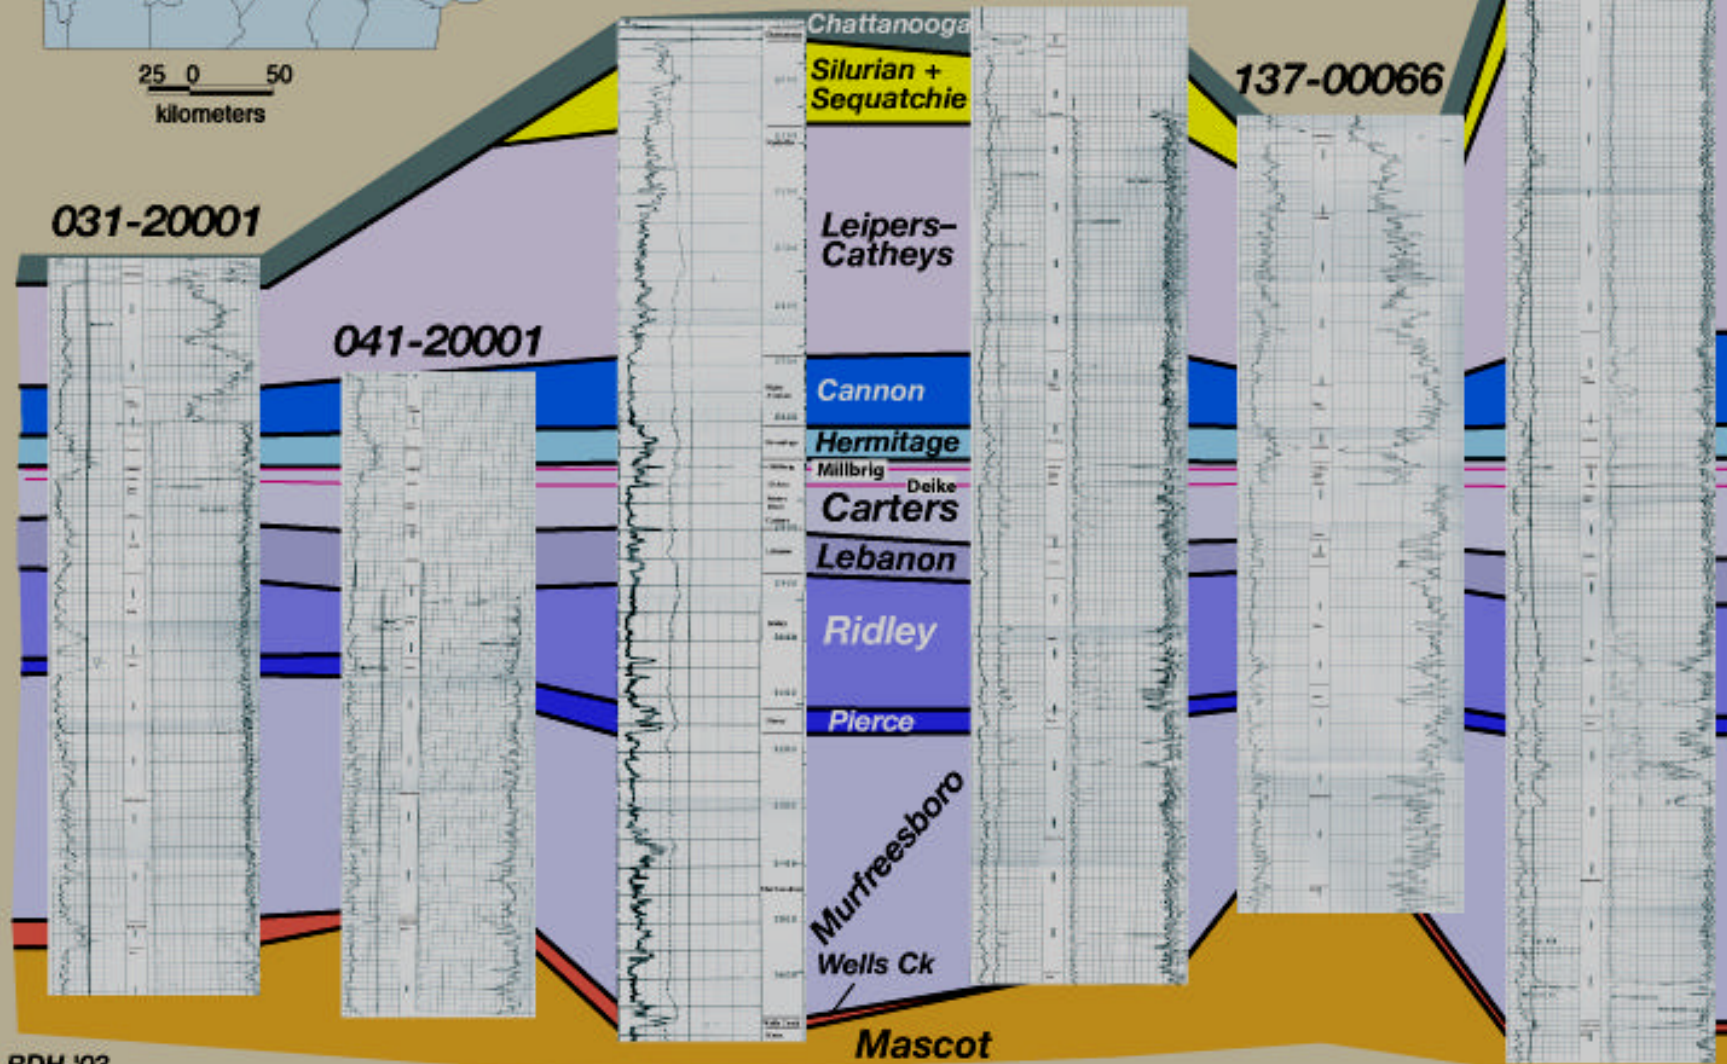 25 0 50
kilometers
031-20001
041-20001
137-00066
Chattanooga
Silurian +
Sequatchie
Leipers–
Catheys
Cannon
Hermitage
Millbrig
Deike
Carters
Lebanon
Ridley
Pierce
Murfreesboro
Wells Ck
Mascot